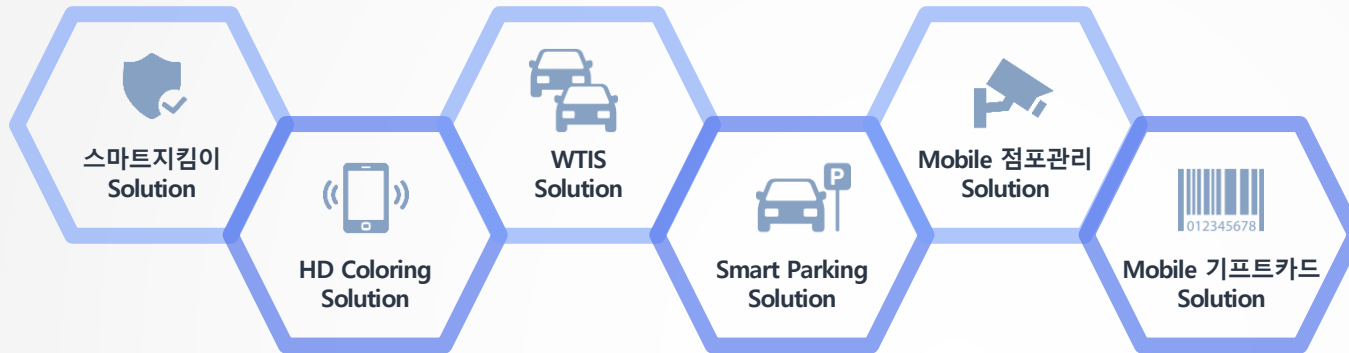 스마트지킴이
Solution
HD Coloring
Solution
WTIS
Solution
P
Smart Parking
Solution
Mobile 점포관리
Solution
012345678
Mobile 기프트카드
Solution